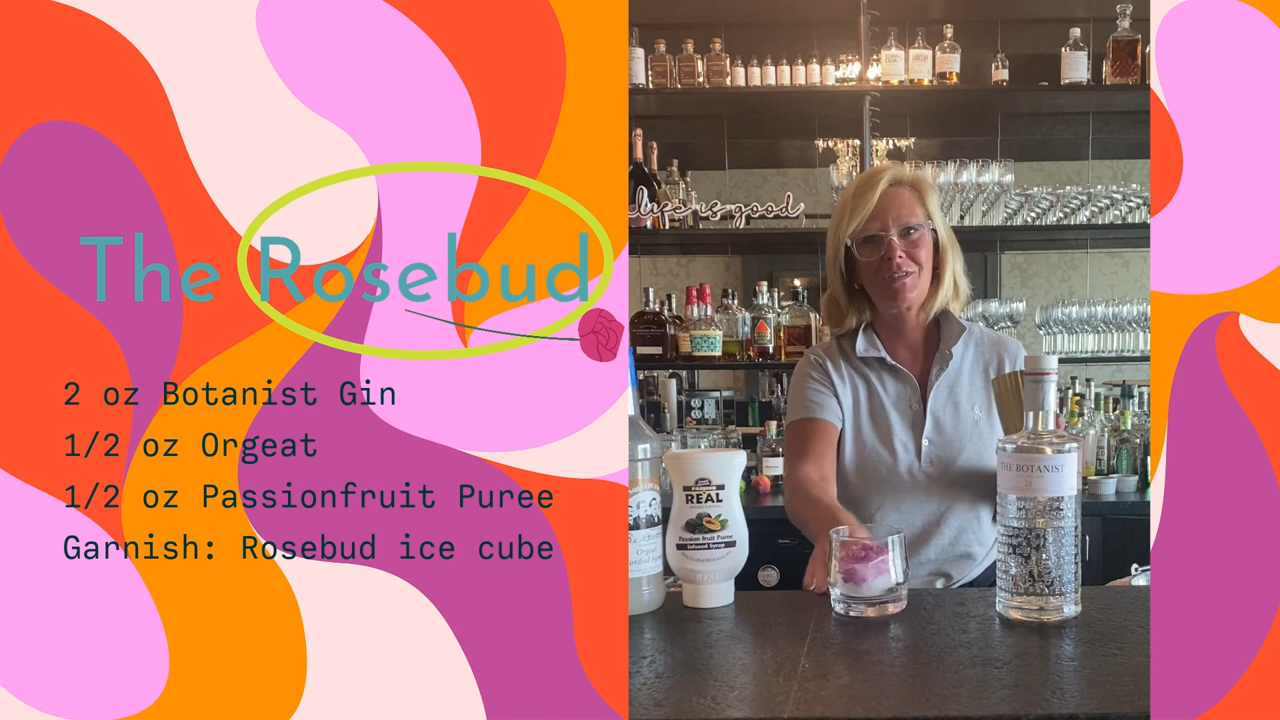 The Rosebud
2 oz Botanist Gin
1/2 oz Orgeat
1/2 oz Passionfruit Puree
Garnish: Rosebud ice cube
life is good
REAL
Passion Fruit Puree
Infused Syrup
REAL
THE BOTANIST
22